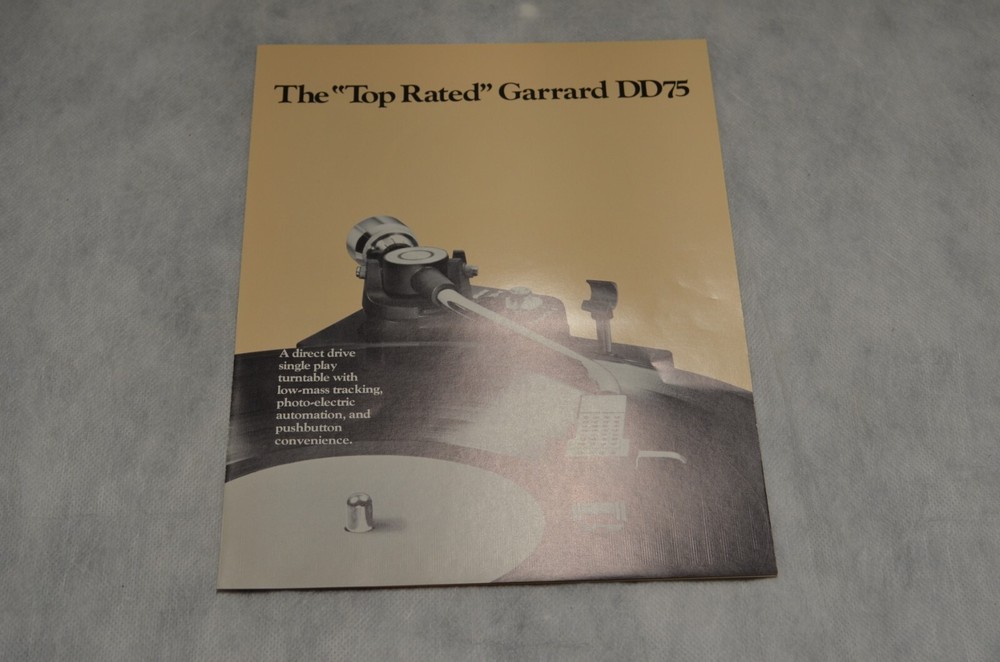 The “Top Rated” Garrard DD75
A direct drive
single play
turntable with
low-mass tracking,
photo-electric
automation, and
pushbutton
convenience.